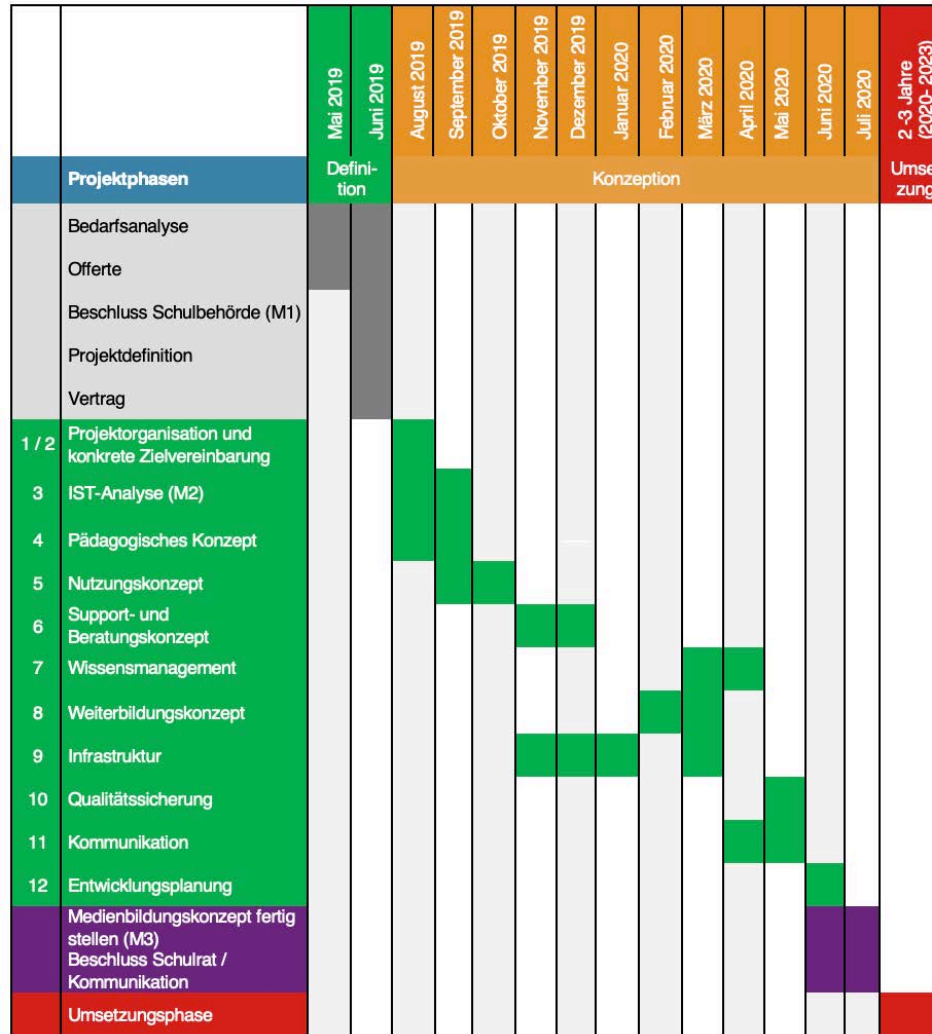 Mai 2019
Juni 2019
August 2019
September 2019
Oktober 2019
November 2019
Dezember 2019
Januar 2020
Februar 2020
März 2020
April 2020
Mai 2020
Juni 2020
Juli 2020
2 -3 Jahre
(2020- 2023)
Projektphasen
Defini-
tion
Konzeption
Umset
zung
Bedarfsanalyse
Offerte
Beschluss Schulbehörde (M1)
Projektdefinition
Vertrag
1 / 2 Projektorganisation und
konkrete Zielvereinbarung
3 IST-Analyse (M2)
4 Pädagogisches Konzept
5 Nutzungskonzept
6 Support- und
Beratungskonzept
7 Wissensmanagement
8 Weiterbildungskonzept
9 Infrastruktur
10 Qualitätssicherung
11 Kommunikation
12 Entwicklungsplanung
Medienbildungskonzept fertig
stellen (M3)
Beschluss Schulrat /
Kommunikation
Umsetzungsphase